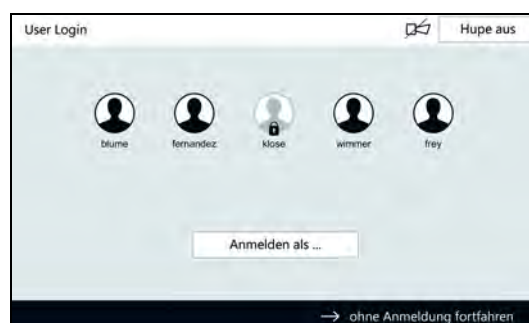 User Login
Hupe aus
blume fernandez klose wimmer frey
Anmelden als ...
→ ohne Anmeldung fortfahren